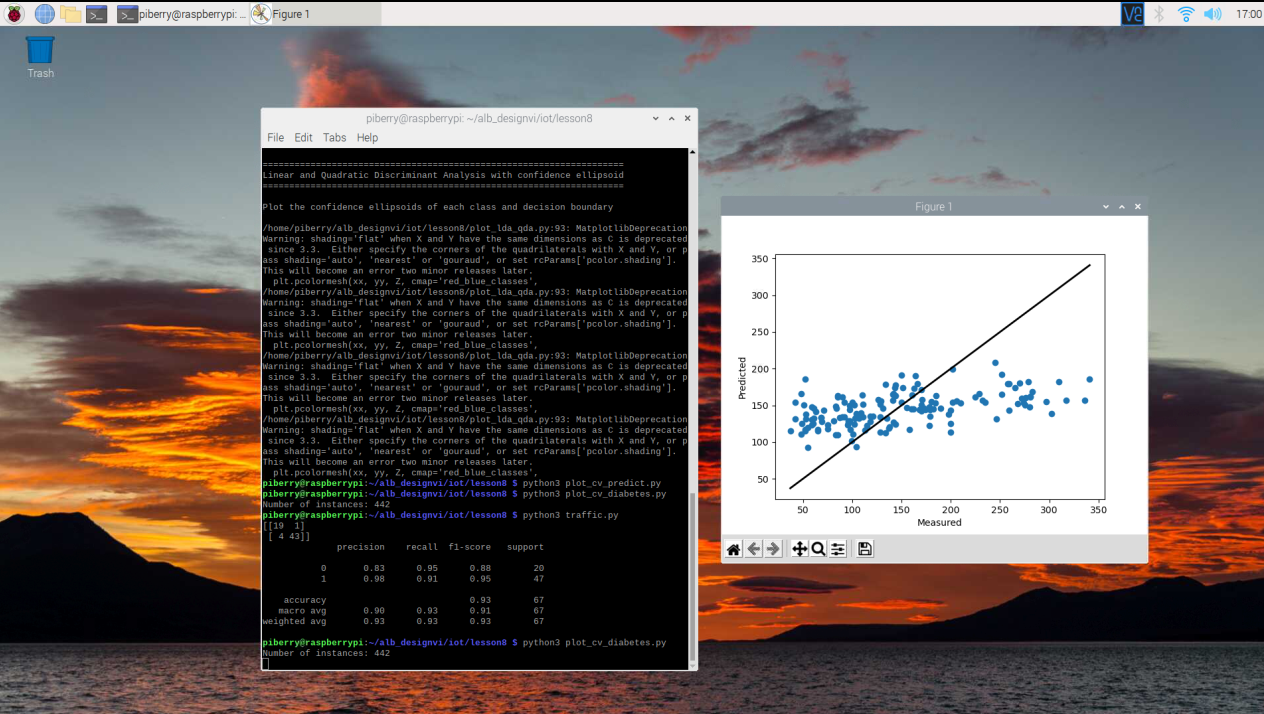 piberry@raspberrypi: ...
Figure 1
17:00
Trash
piberry@raspberrypi: ~/alb_designvi/iot/lesson8
File Edit Tabs Help
===================================================================
Linear and Quadratic Discriminant Analysis with confidence ellipsoid
===================================================================
Plot the confidence ellipsoids of each class and decision boundary
/home/piberry/alb_designvi/iot/lesson8/plot_lda_qda.py:93: MatplotlibDeprecation
Warning: shading='flat' when X and Y have the same dimensions as C is deprecated
 since 3.3.  Either specify the corners of the quadrilaterals with X and Y, or p
ass shading='auto', 'nearest' or 'gouraud', or set rcParams['pcolor.shading'].
This will become an error two minor releases later.
  plt.pcolormesh(xx, yy, Z, cmap='red_blue_classes',
/home/piberry/alb_designvi/iot/lesson8/plot_lda_qda.py:93: MatplotlibDeprecation
Warning: shading='flat' when X and Y have the same dimensions as C is deprecated
 since 3.3.  Either specify the corners of the quadrilaterals with X and Y, or p
ass shading='auto', 'nearest' or 'gouraud', or set rcParams['pcolor.shading'].
This will become an error two minor releases later.
  plt.pcolormesh(xx, yy, Z, cmap='red_blue_classes',
/home/piberry/alb_designvi/iot/lesson8/plot_lda_qda.py:93: MatplotlibDeprecation
Warning: shading='flat' when X and Y have the same dimensions as C is deprecated
 since 3.3.  Either specify the corners of the quadrilaterals with X and Y, or p
ass shading='auto', 'nearest' or 'gouraud', or set rcParams['pcolor.shading'].
This will become an error two minor releases later.
  plt.pcolormesh(xx, yy, Z, cmap='red_blue_classes',
/home/piberry/alb_designvi/iot/lesson8/plot_lda_qda.py:93: MatplotlibDeprecation
Warning: shading='flat' when X and Y have the same dimensions as C is deprecated
 since 3.3.  Either specify the corners of the quadrilaterals with X and Y, or p
ass shading='auto', 'nearest' or 'gouraud', or set rcParams['pcolor.shading'].
This will become an error two minor releases later.
  plt.pcolormesh(xx, yy, Z, cmap='red_blue_classes',
piberry@raspberrypi:~/alb_designvi/iot/lesson8 $ python3 plot_cv_predict.py
piberry@raspberrypi:~/alb_designvi/iot/lesson8 $ python3 plot_cv_diabetes.py
Number of instances: 442
piberry@raspberrypi:~/alb_designvi/iot/lesson8 $ python3 traffic.py
[[19  1]
 [ 4 43]]
precision recall f1-score support
0 0.83 0.95 0.88 20
1 0.98 0.91 0.95 47
accuracy 0.93 67
macro avg 0.90 0.93 0.91 67
weighted avg 0.93 0.93 0.93 67
piberry@raspberrypi:~/alb_designvi/iot/lesson8 $ python3 plot_cv_diabetes.py
Number of instances: 442
Figure 1
350
300
250
200
150
100
50
Predicted
50 100 150 200 250 300 350
Measured